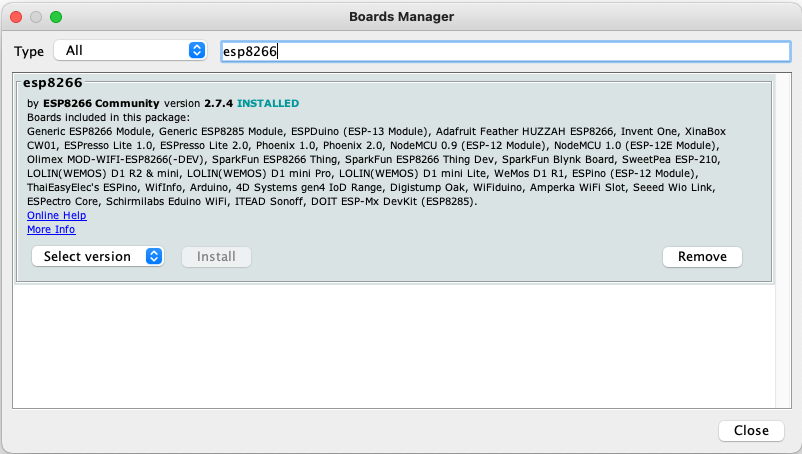 Boards Manager
Type All esp8266
esp8266
by ESP8266 Community version 2.7.4 INSTALLED
Boards included in this package:
Generic ESP8266 Module, Generic ESP8285 Module, ESPDuino (ESP-13 Module), Adafruit Feather HUZZAH ESP8266, Invent One, XinaBox
CW01, ESPresso Lite 1.0, ESPresso Lite 2.0, Phoenix 1.0, Phoenix 2.0, NodeMCU 0.9 (ESP-12 Module), NodeMCU 1.0 (ESP-12E Module),
Olimex MOD-WIFI-ESP8266(-DEV), SparkFun ESP8266 Thing, SparkFun ESP8266 Thing Dev, SparkFun Blynk Board, SweetPea ESP-210,
LOLIN(WEMOS) D1 R2 & mini, LOLIN(WEMOS) D1 mini Pro, LOLIN(WEMOS) D1 mini Lite, WeMos D1 R1, ESPino (ESP-12 Module),
ThaiEasyElec's ESPino, WifInfo, Arduino, 4D Systems gen4 IoD Range, Digistump Oak, WiFiduino, Amperka WiFi Slot, Seeed Wio Link,
ESPectro Core, Schirmilabs Eduino WiFi, ITEAD Sonoff, DOIT ESP-Mx DevKit (ESP8285).
Online Help
More Info
Select version Install Remove
Close